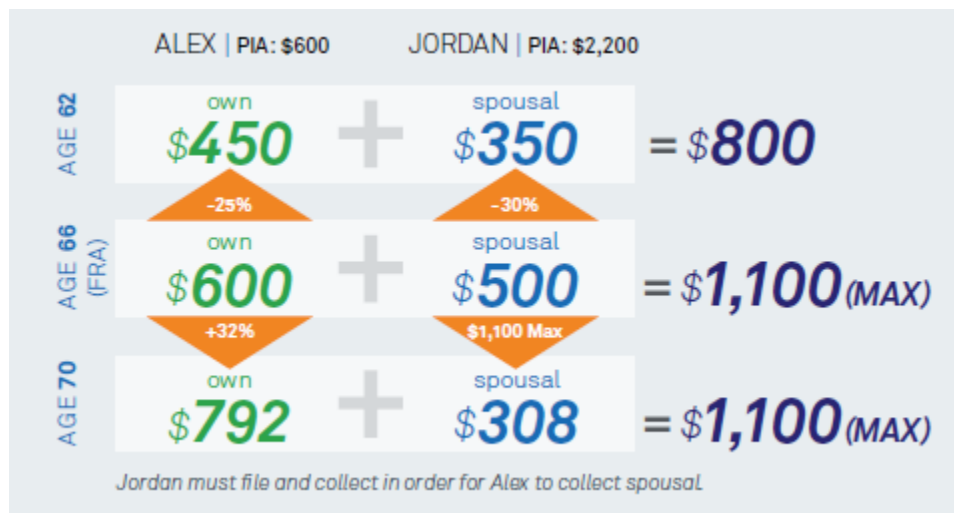 ALEX | PIA: $600 JORDAN | PIA: $2,200
AGE 62
own
$450
+
spousal
$350
= $800
-25%
-30%
AGE 66
(FRA)
own
$600
+
spousal
$500
= $1,100 (MAX)
+32%
$1,100 Max
AGE 70
own
$792
+
spousal
$308
= $1,100 (MAX)
Jordan must file and collect in order for Alex to collect spousal.